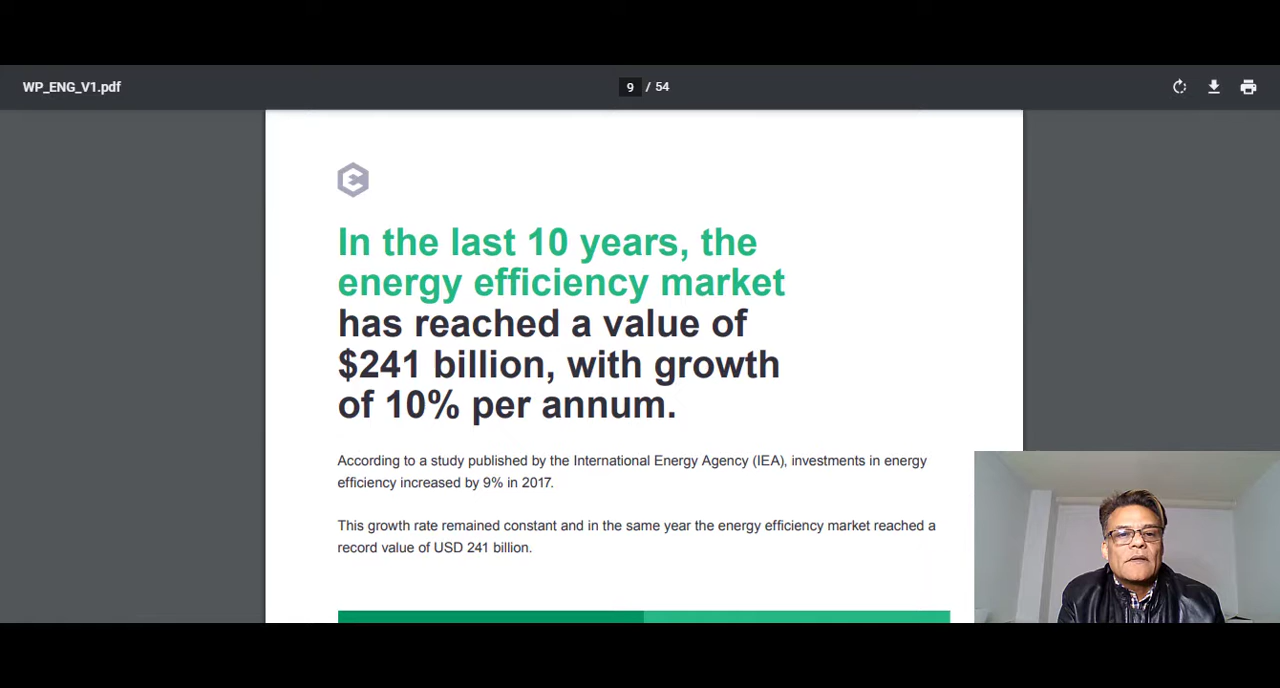 WP_ENG_V1.pdf
9 / 54
In the last 10 years, the
energy efficiency market
has reached a value of
$241 billion, with growth
of 10% per annum.
According to a study published by the International Energy Agency (IEA), investments in energy
efficiency increased by 9% in 2017.
This growth rate remained constant and in the same year the energy efficiency market reached a
record value of USD 241 billion.